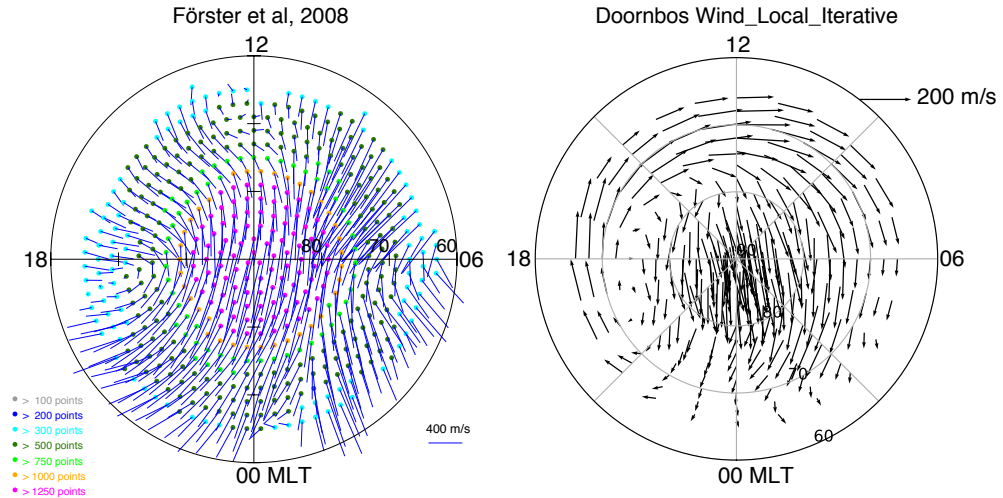 Förster et al, 2008
12
18
80
70
60
06
00 MLT
400 m/s
> 100 points
> 200 points
> 300 points
> 500 points
> 750 points
> 1000 points
> 1250 points
Doornbos Wind_Local_Iterative
12
200 m/s
18
90
80
70
60
06
00 MLT